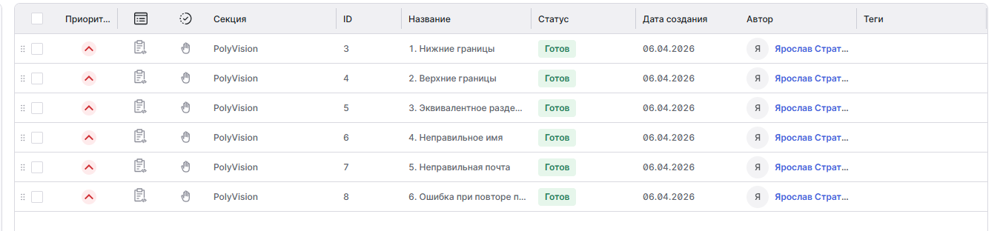 Приорит... Секция ID Название Статус Дата создания Автор Теги
PolyVision 3 1. Нижние границы Готов 06.04.2026 Я Ярослав Страт...
PolyVision 4 2. Верхние границы Готов 06.04.2026 Я Ярослав Страт...
PolyVision 5 3. Эквивалентное разде... Готов 06.04.2026 Я Ярослав Страт...
PolyVision 6 4. Неправильное имя Готов 06.04.2026 Я Ярослав Страт...
PolyVision 7 5. Неправильная почта Готов 06.04.2026 Я Ярослав Страт...
PolyVision 8 6. Ошибка при повторе п... Готов 06.04.2026 Я Ярослав Страт...